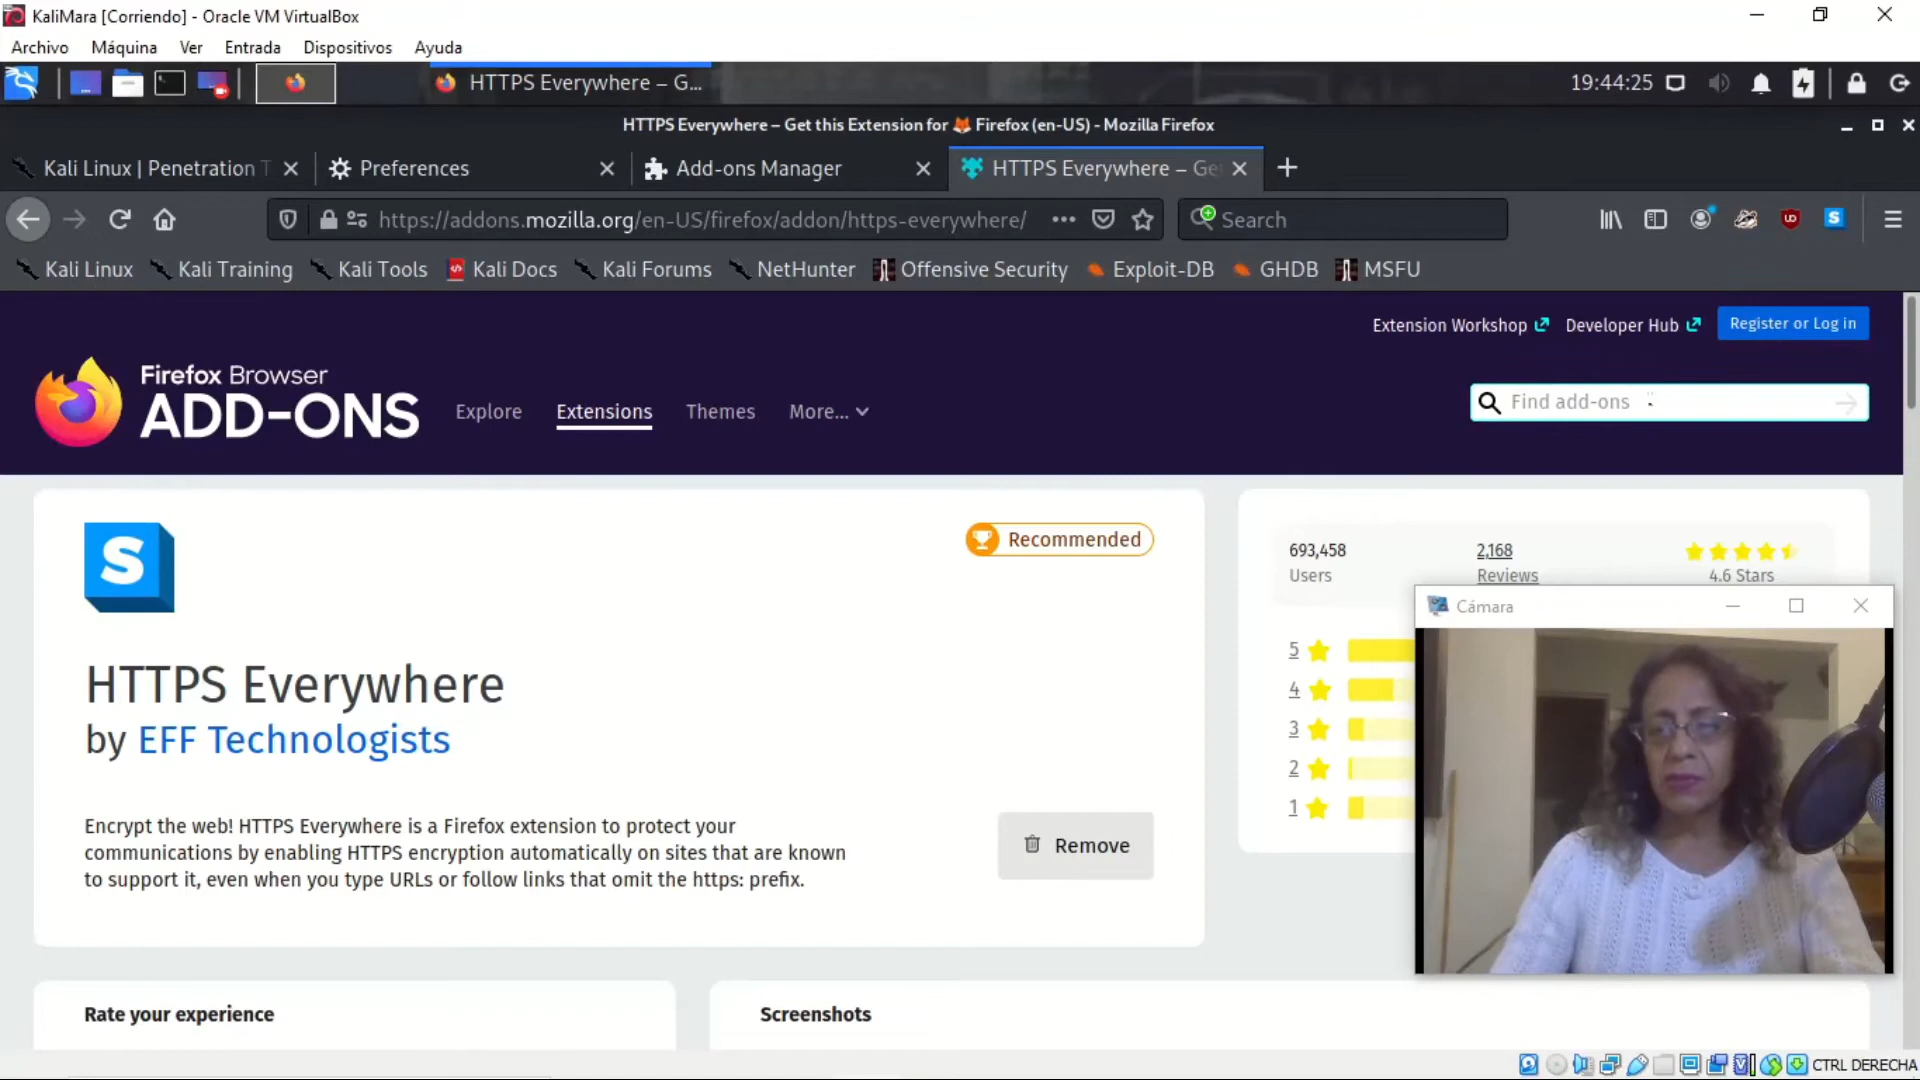 KaliMara [Corriendo] - Oracle VM VirtualBox
Archivo Máquina Ver Entrada Dispositivos Ayuda
HTTPS Everywhere – G...
19:44:25
HTTPS Everywhere – Get this Extension for 🦊 Firefox (en-US) - Mozilla Firefox
Kali Linux | Penetration T
Preferences
Add-ons Manager
HTTPS Everywhere – Ge
https://addons.mozilla.org/en-US/firefox/addon/https-everywhere/
Search
Kali Linux Kali Training Kali Tools Kali Docs Kali Forums NetHunter Offensive Security Exploit-DB GHDB MSFU
Extension Workshop Developer Hub Register or Log in
Firefox Browser
ADD-ONS
Explore Extensions Themes More...
Find add-ons
S
Recommended
693,458
Users
2,168
Reviews
4.6 Stars
HTTPS Everywhere
by EFF Technologists
Encrypt the web! HTTPS Everywhere is a Firefox extension to protect your
communications by enabling HTTPS encryption automatically on sites that are known
to support it, even when you type URLs or follow links that omit the https: prefix.
Remove
5
4
3
2
1
Cámara
Rate your experience
Screenshots
CTRL DERECHA